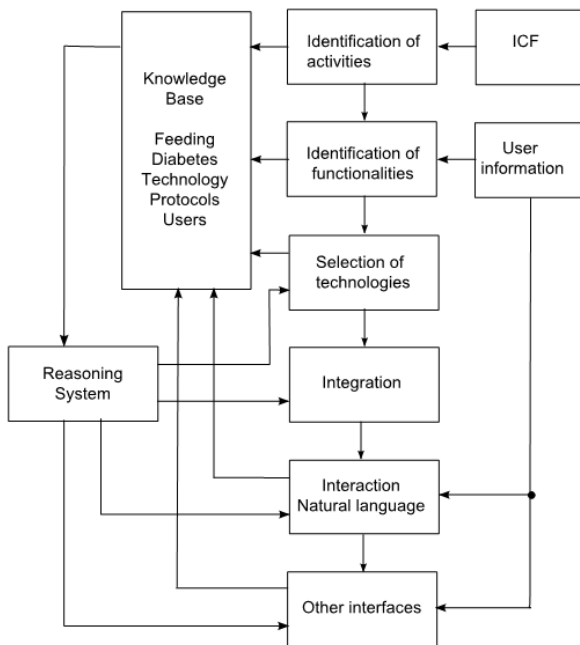 Identification of
activities
ICF
Knowledge
Base
Feeding
Diabetes
Technology
Protocols
Users
Identification of
functionalities
User
information
Selection of
technologies
Reasoning
System
Integration
Interaction
Natural language
Other interfaces